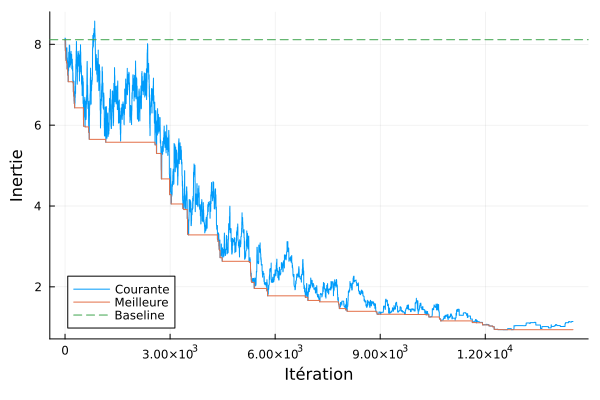 Inertie
8
6
4
2
Courante
Meilleure
Baseline
0
3.00×10³
6.00×10³
9.00×10³
1.20×10⁴
Itération